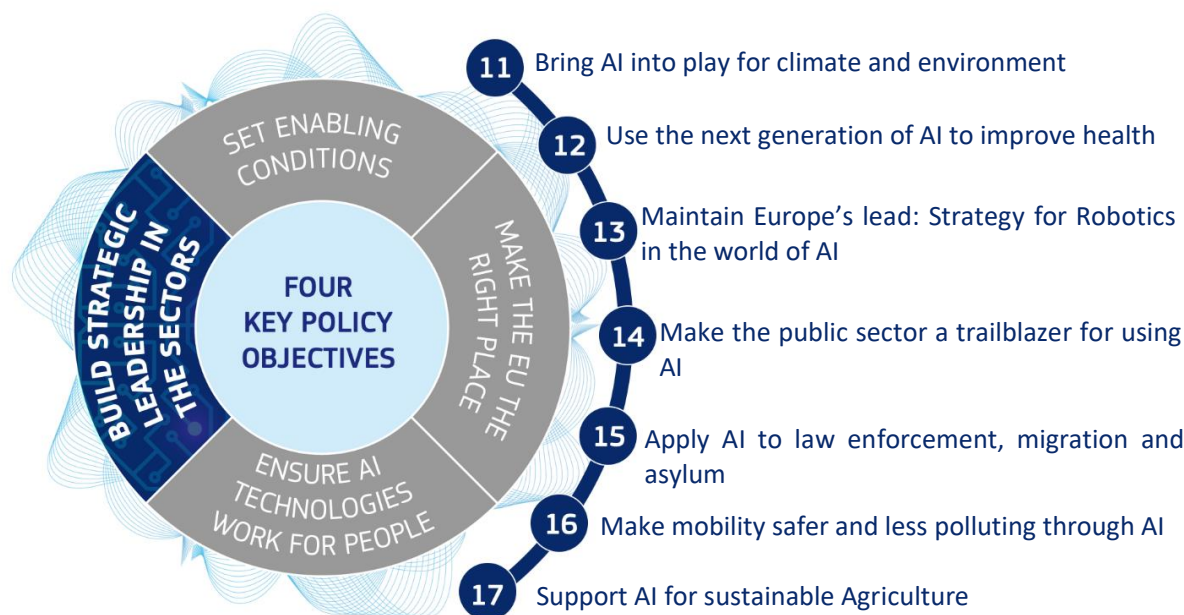 SET ENABLING
CONDITIONS
MAKE THE EU THE
RIGHT PLACE
ENSURE AI
TECHNOLOGIES
WORK FOR PEOPLE
BUILD STRATEGIC
LEADERSHIP IN
THE SECTORS
FOUR
KEY POLICY
OBJECTIVES
11 Bring AI into play for climate and environment
12 Use the next generation of AI to improve health
13 Maintain Europe’s lead: Strategy for Robotics
in the world of AI
14 Make the public sector a trailblazer for using
AI
15 Apply AI to law enforcement, migration and
asylum
16 Make mobility safer and less polluting through AI
17 Support AI for sustainable Agriculture